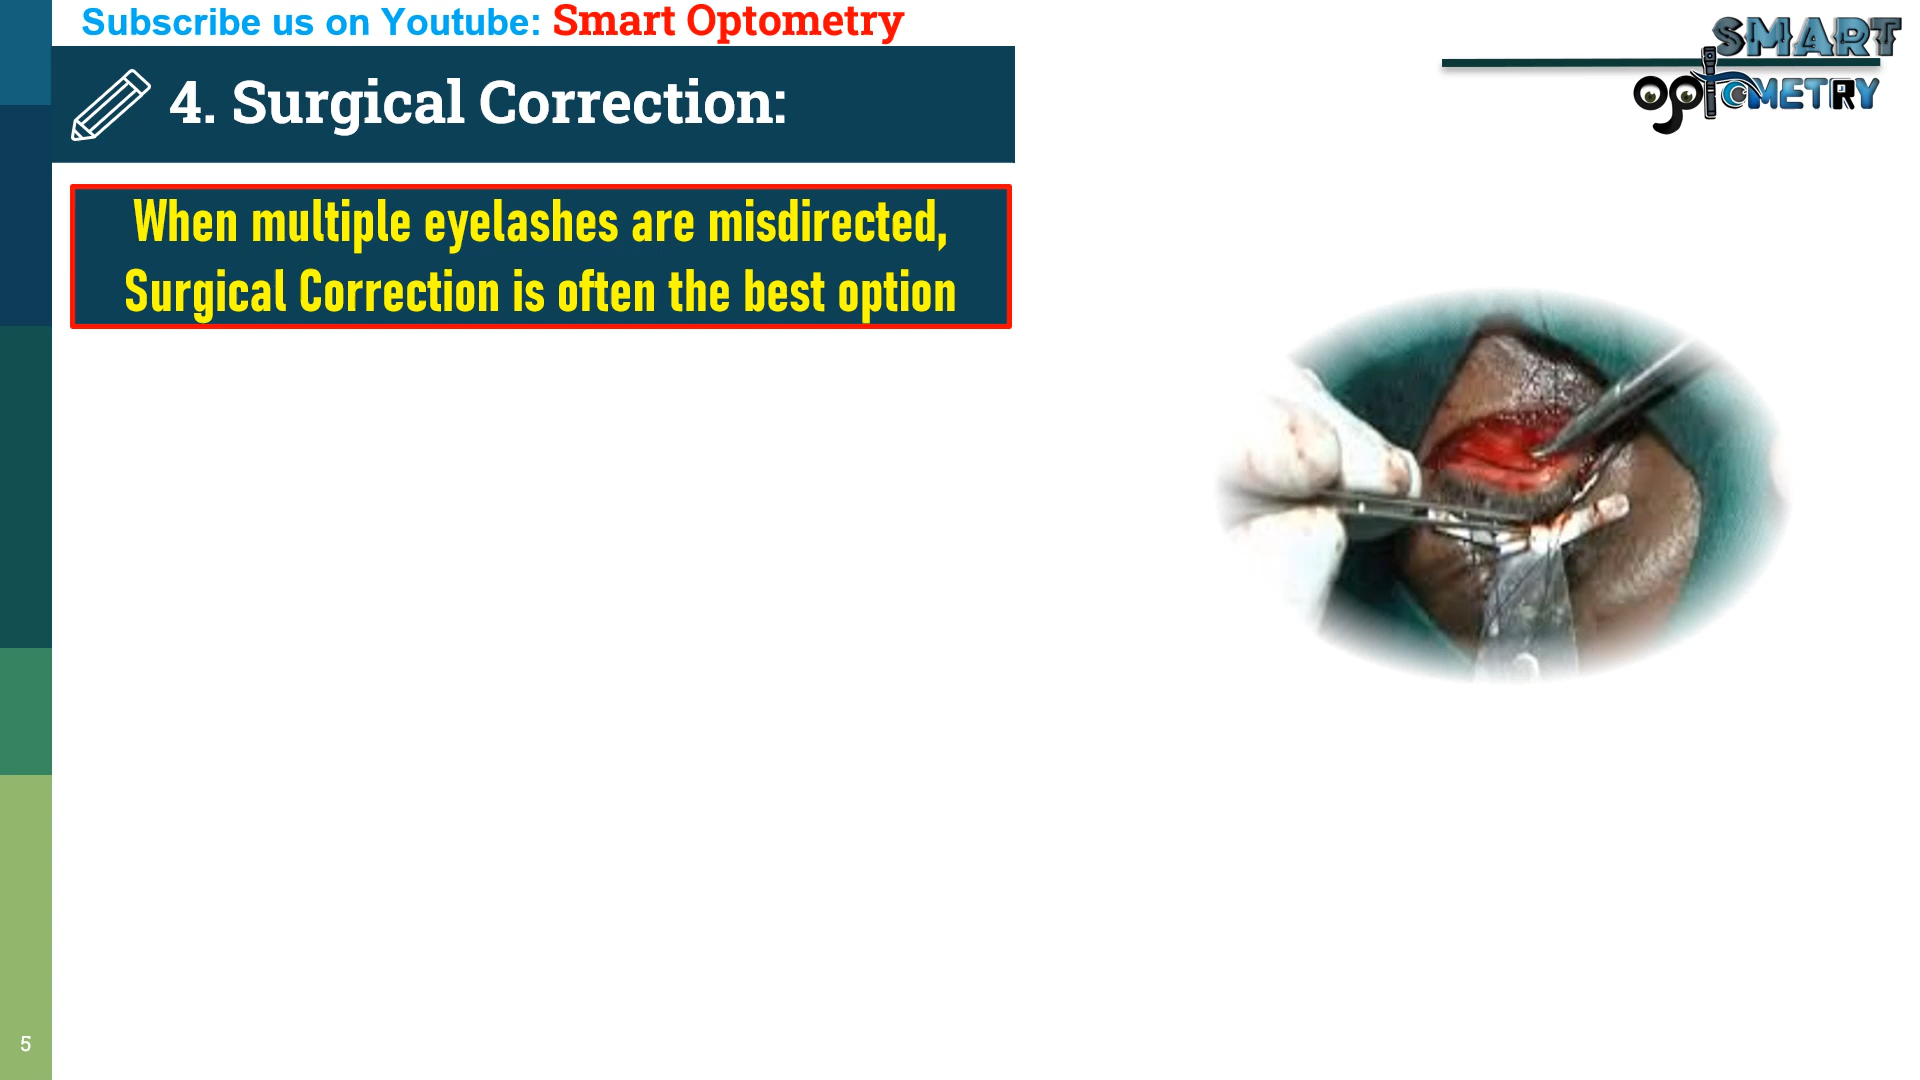 Subscribe us on Youtube: Smart Optometry
SMART
OPTOMETRY
4. Surgical Correction:
When multiple eyelashes are misdirected,
Surgical Correction is often the best option
5